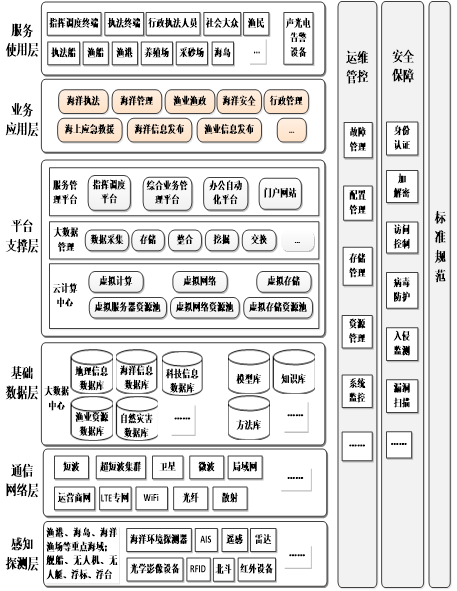 服务
使用层
指挥调度终端 执法终端 行政执法人员 社会大众 渔民
执法船 渔船 渔港 养殖场 采砂场 海岛 ...
声光电
告警
设备
业务
应用层
海洋执法 海洋管理 渔业渔政 海洋安全 行政管理
海上应急救援 海洋信息发布 渔业信息发布 ...
平台
支撑层
服务管
理平台
指挥调度
平台
综合业务管
理平台
办公自动
化平台
门户网站
大数据
管理
数据采集 存储 整合 挖掘 交换 ...
云计算
中心
虚拟计算 虚拟网络 虚拟存储
虚拟服务器资源池 虚拟网络资源池 虚拟存储资源池
基础
数据层
大数据
中心
地理信息
数据库
海洋信息
数据库
科技信息
数据库
模型库 知识库
渔业资源
数据库
自然灾害
数据库
......
方法库
......
通信
网络层
短波 超短波集群 卫星 微波 局域网
运营商网 LTE专网 WiFi 光纤 散射
......
感知
探测层
渔港、海岛、海洋
渔场等重点海域；
舰船、无人机、无
人艇、浮标、浮台
海洋环境探测器 AIS 遥感 雷达
光学影像设备 RFID 北斗 红外设备
......
运维
管控
故障
管理
配置
管理
存储
管理
资源
管理
系统
监控
......
安全
保障
身份
认证
加
解密
访问
控制
病毒
防护
入侵
监测
漏洞
扫描
......
标准规范